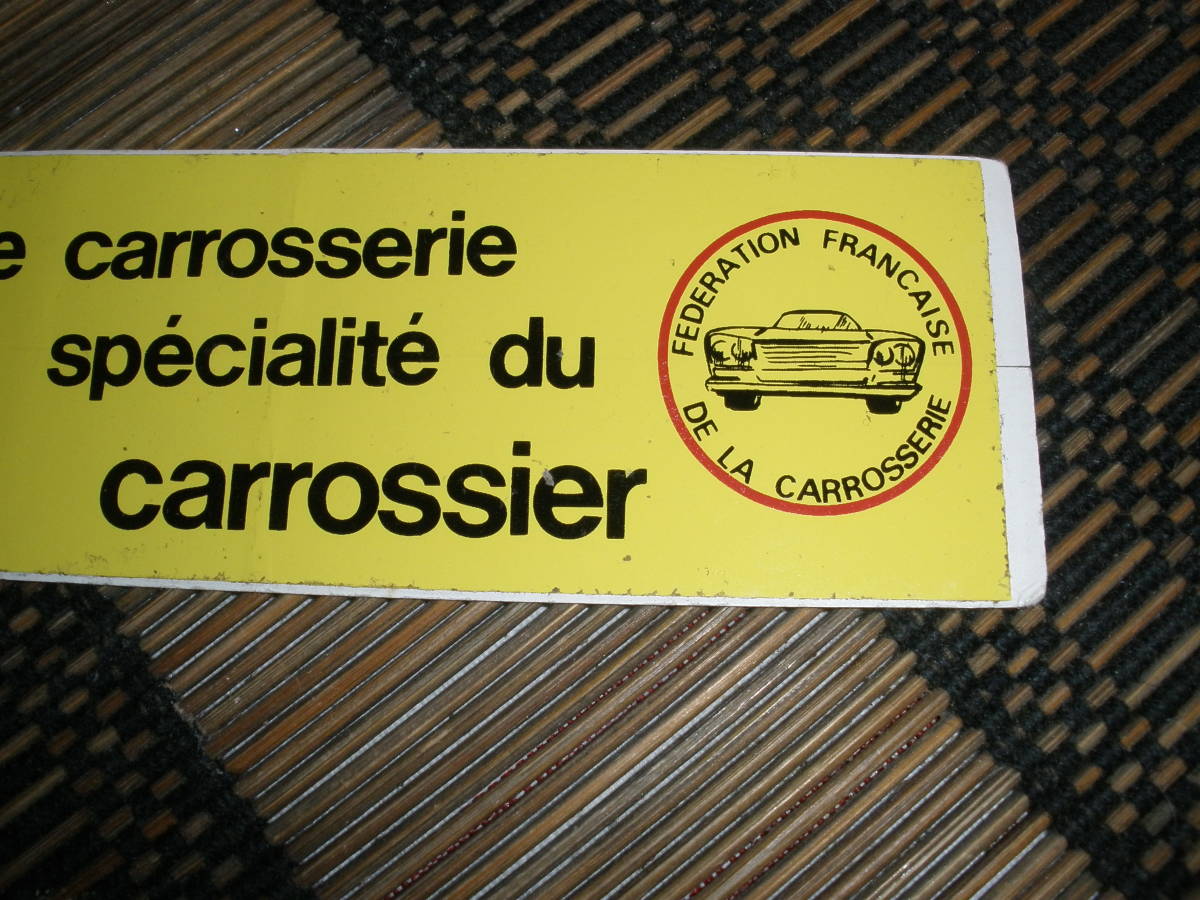 e carrosserie
spécialité du
carrossier
FEDERATION FRANCAISE
DE LA CARROSSERIE